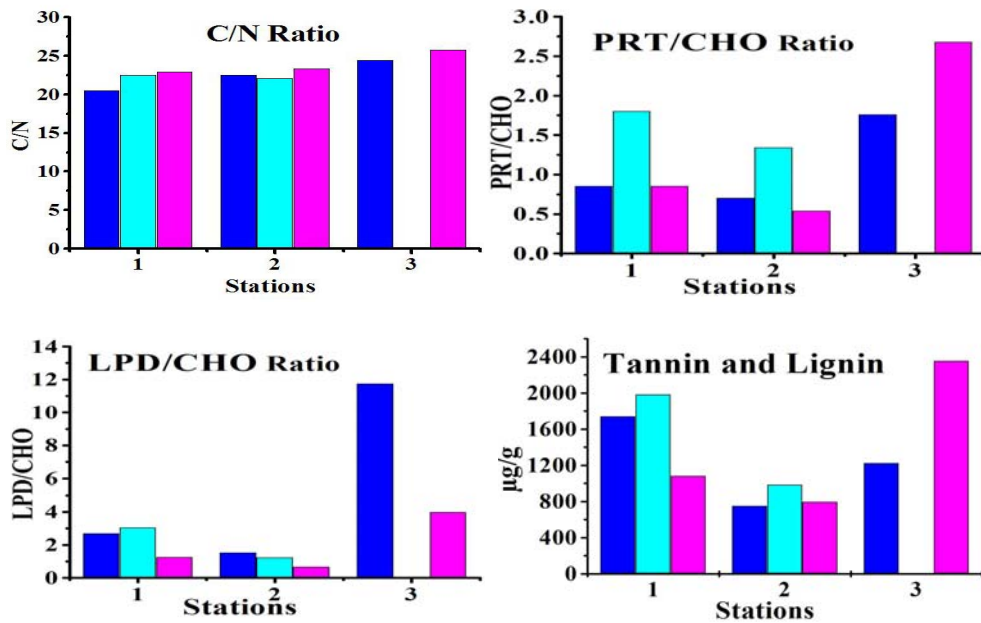 C/N Ratio
30
25
20
15
10
5
0
C/N
1 2 3
Stations
PRT/CHO Ratio
3.0
2.5
2.0
1.5
1.0
0.5
0.0
PRT/CHO
1 2 3
Stations
LPD/CHO Ratio
14
12
10
8
6
4
2
0
LPD/CHO
1 2 3
Stations
Tannin and Lignin
2400
2000
1600
1200
800
400
0
µg/g
1 2 3
Stations